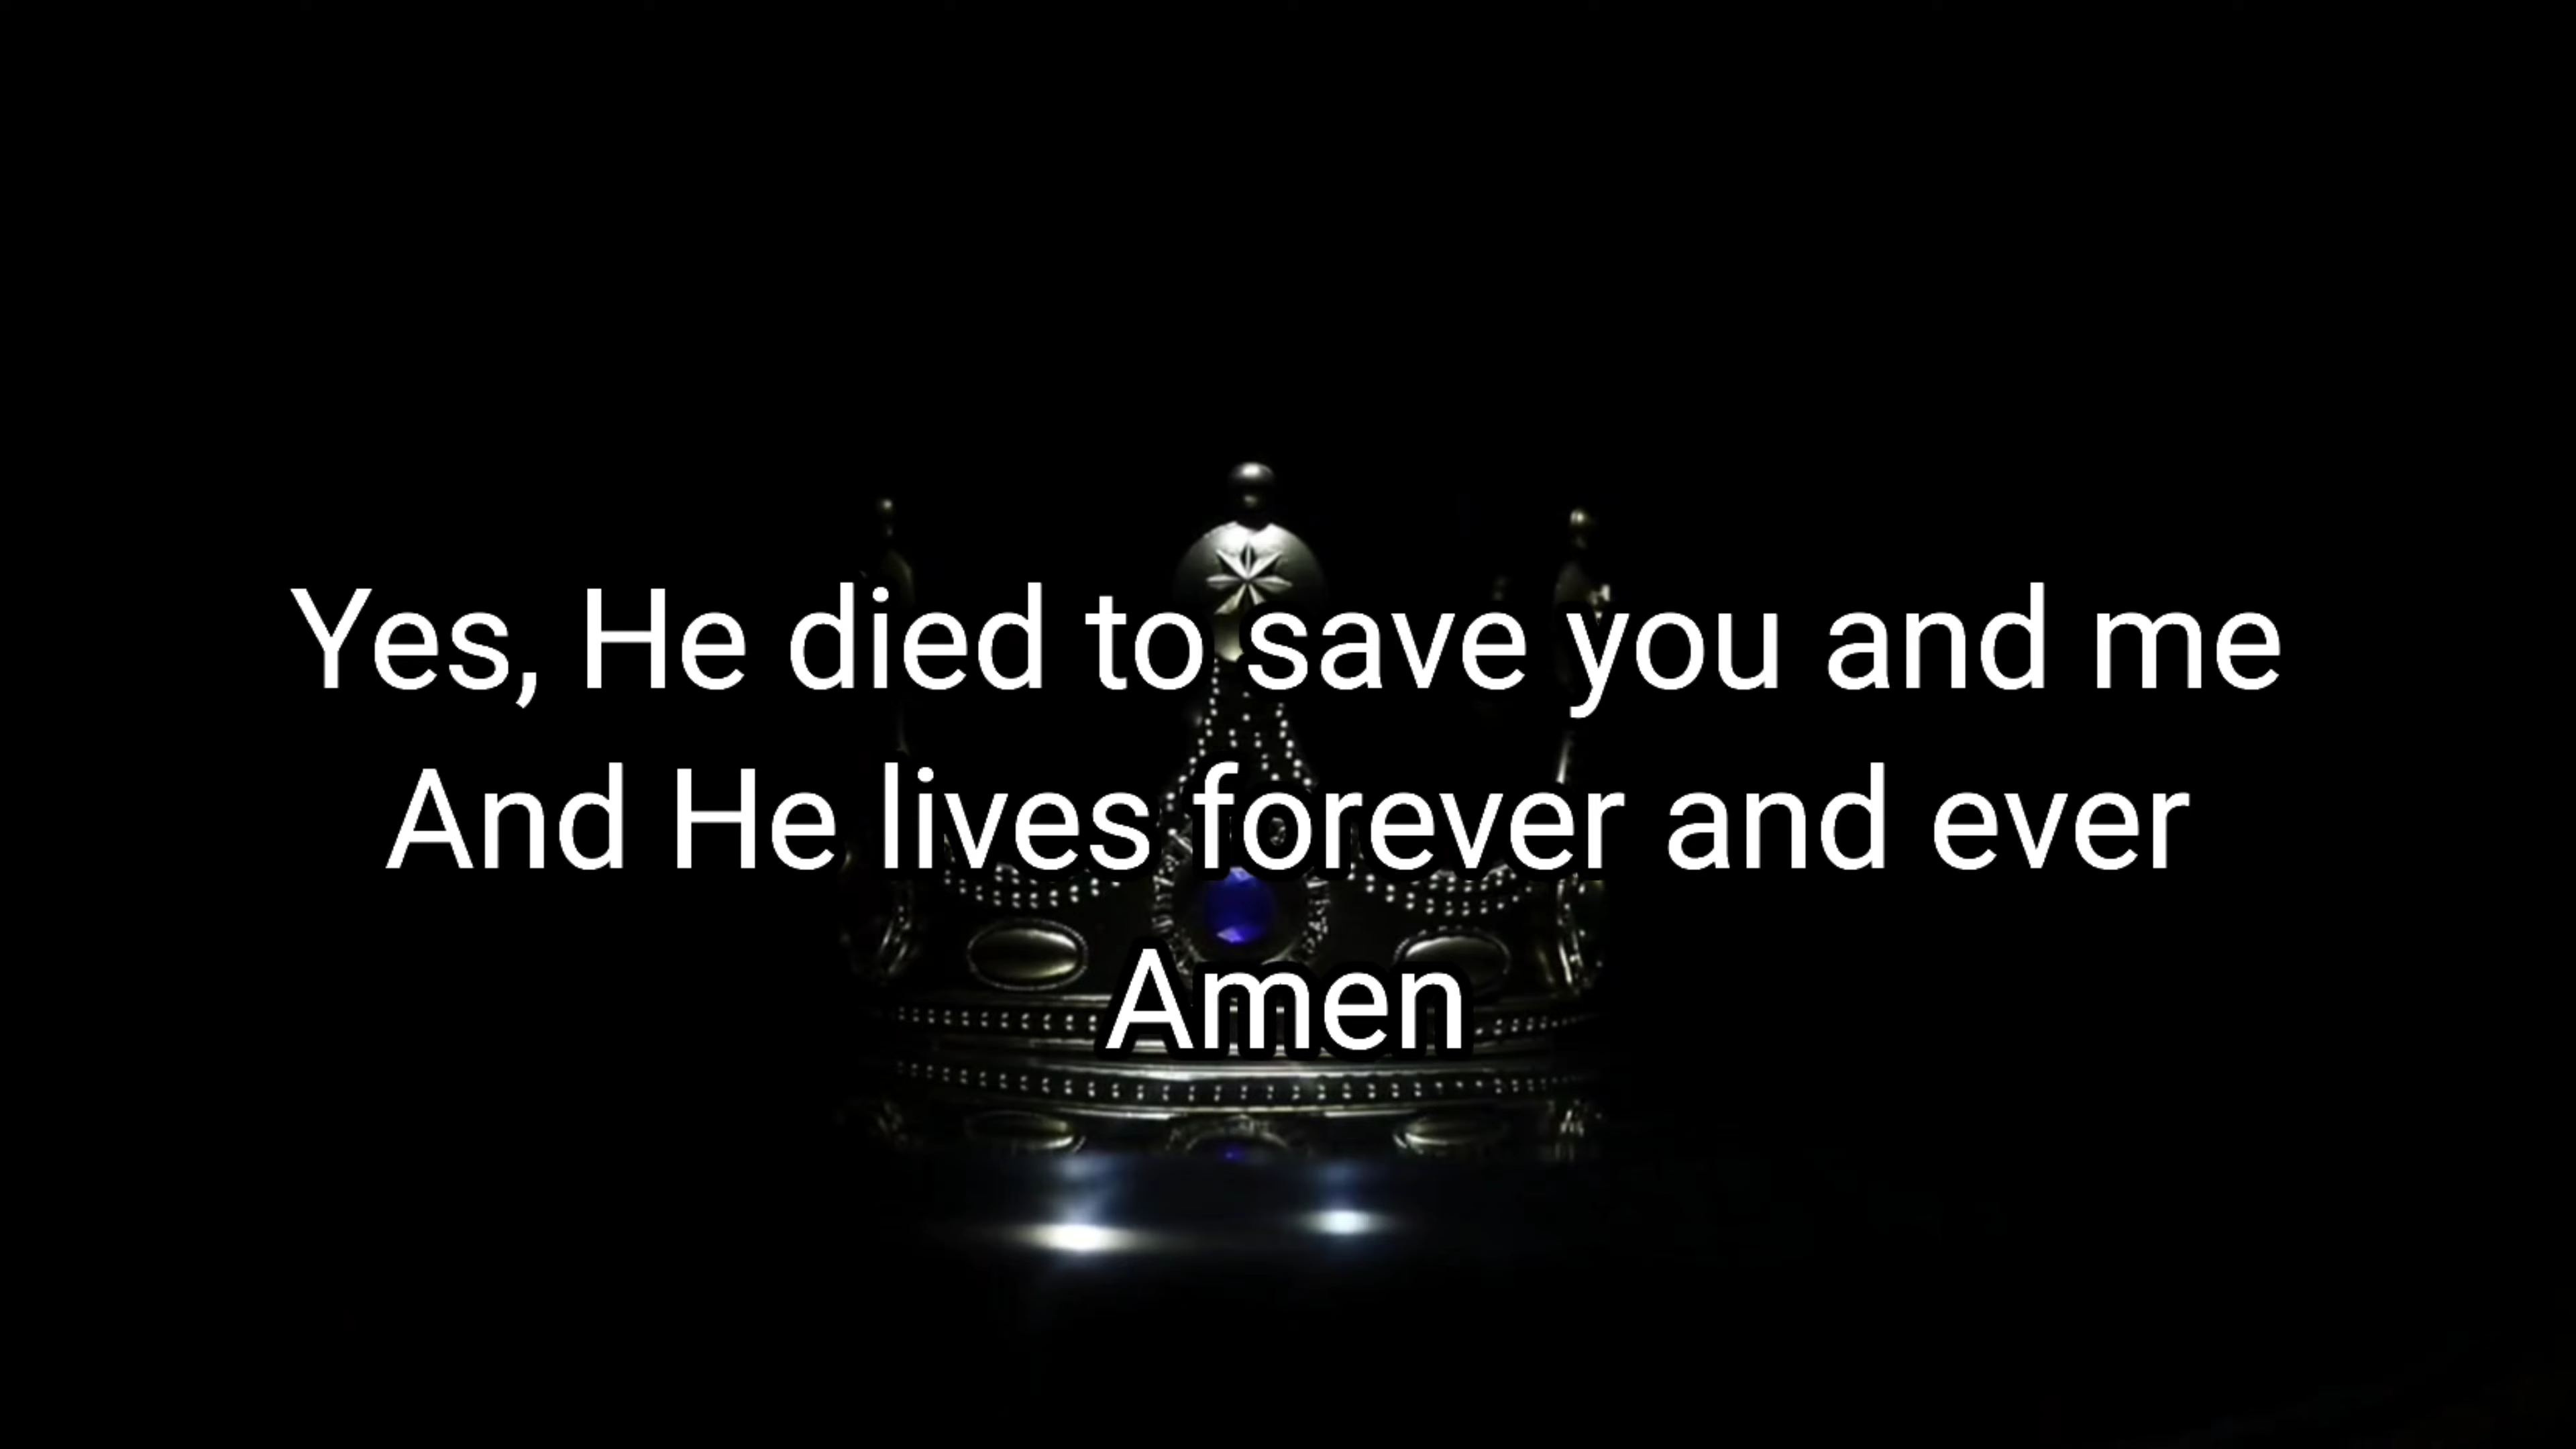 Yes, He died to save you and me
And He lives forever and ever
Amen